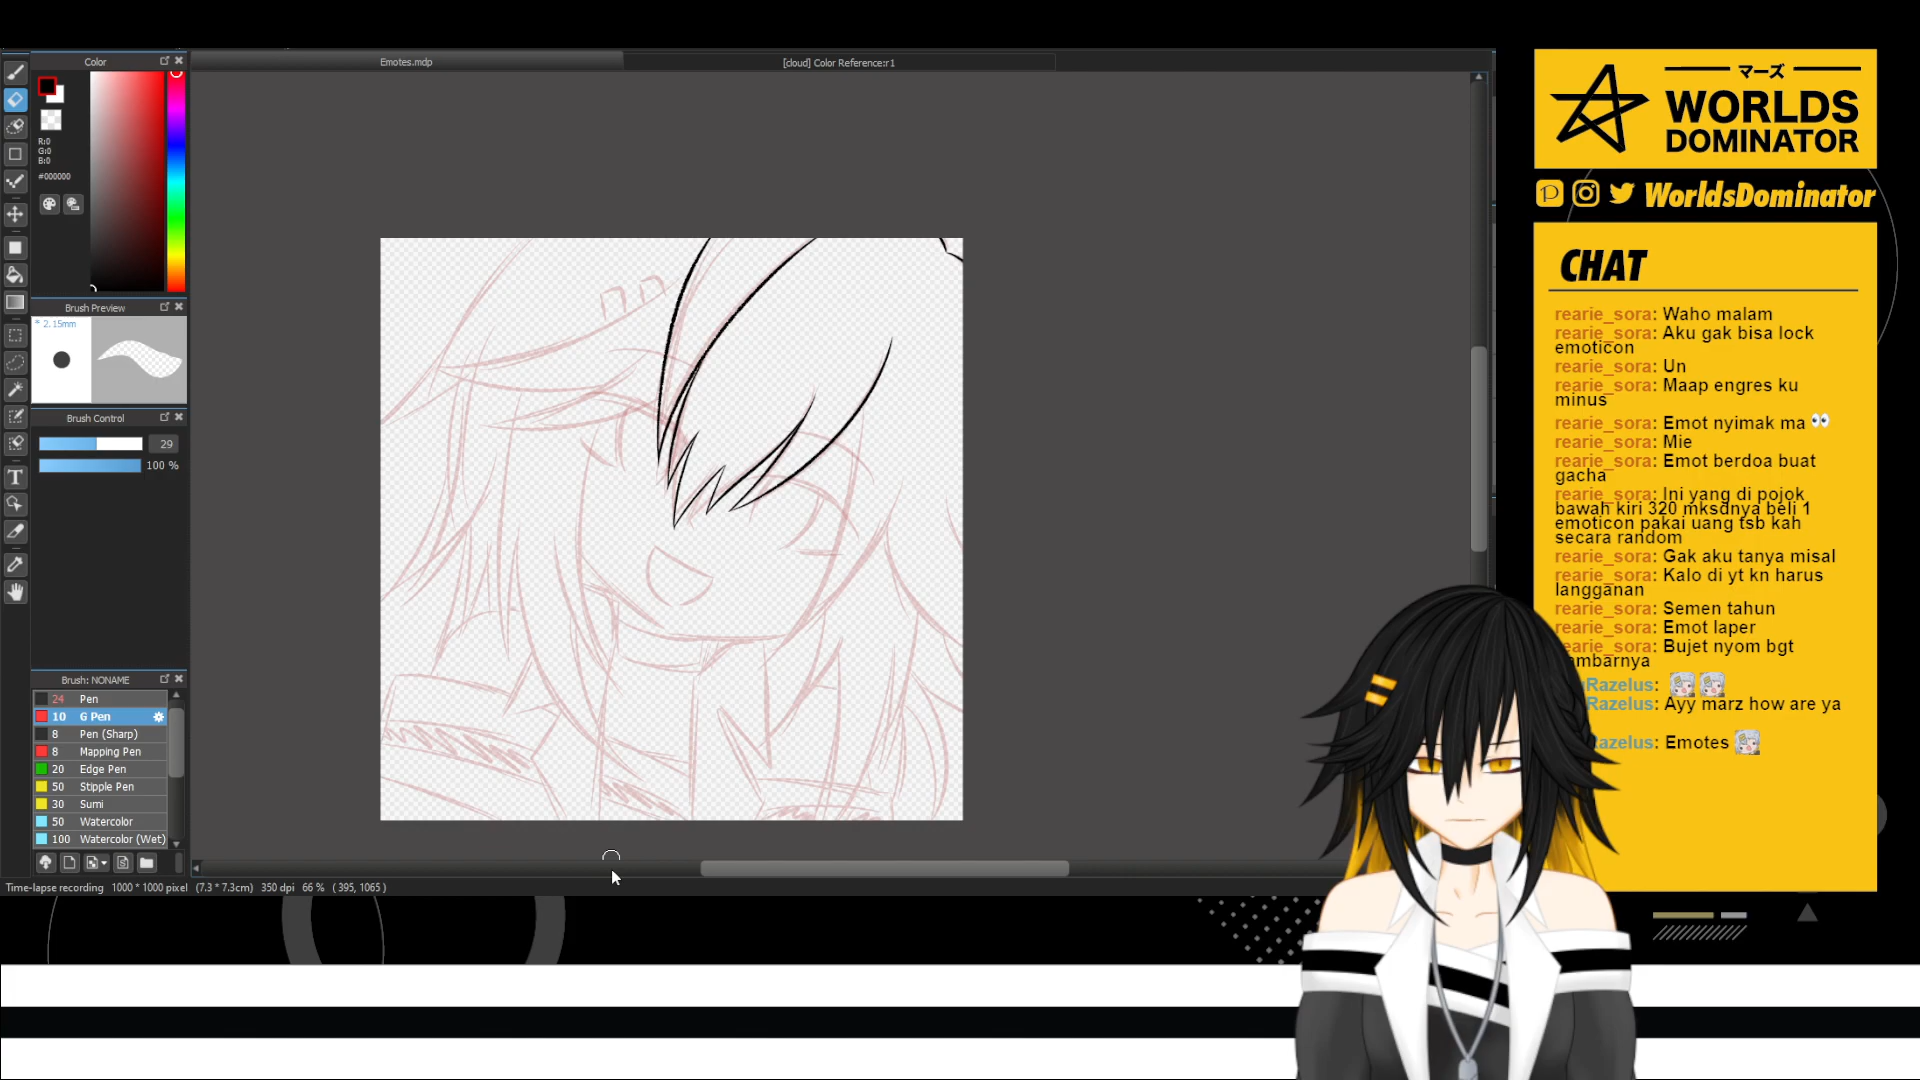 Color
Emotes.mdp
[cloud] Color Reference:r1
R:0
G:0
B:0
#000000
Brush Preview
* 2.15mm
Brush Control
29
100 %
Brush: NONAME
24 Pen
10 G Pen
8 Pen (Sharp)
8 Mapping Pen
20 Edge Pen
50 Stipple Pen
30 Sumi
50 Watercolor
100 Watercolor (Wet)
Time-lapse recording 1000 * 1000 pixel (7.3 * 7.3cm) 350 dpi 66 % ( 395, 1065 )
マーズ
WORLDS
DOMINATOR
WorldsDominator
CHAT
rearie_sora: Waho malam
rearie_sora: Aku gak bisa lock
emoticon
rearie_sora: Un
rearie_sora: Maap engres ku
minus
rearie_sora: Emot nyimak ma 👀
rearie_sora: Mie
rearie_sora: Emot berdoa buat
gacha
rearie_sora: Ini yang di pojok
bawah kiri 320 mksdnya beli 1
emoticon pakai uang tsb kah
secara random
rearie_sora: Gak aku tanya misal
rearie_sora: Kalo di yt kn harus
langganan
rearie_sora: Semen tahun
rearie_sora: Emot laper
rearie_sora: Bujet nyom bgt
ambarnya
Razelus:
Razelus: Ayy marz how are ya
azelus: Emotes